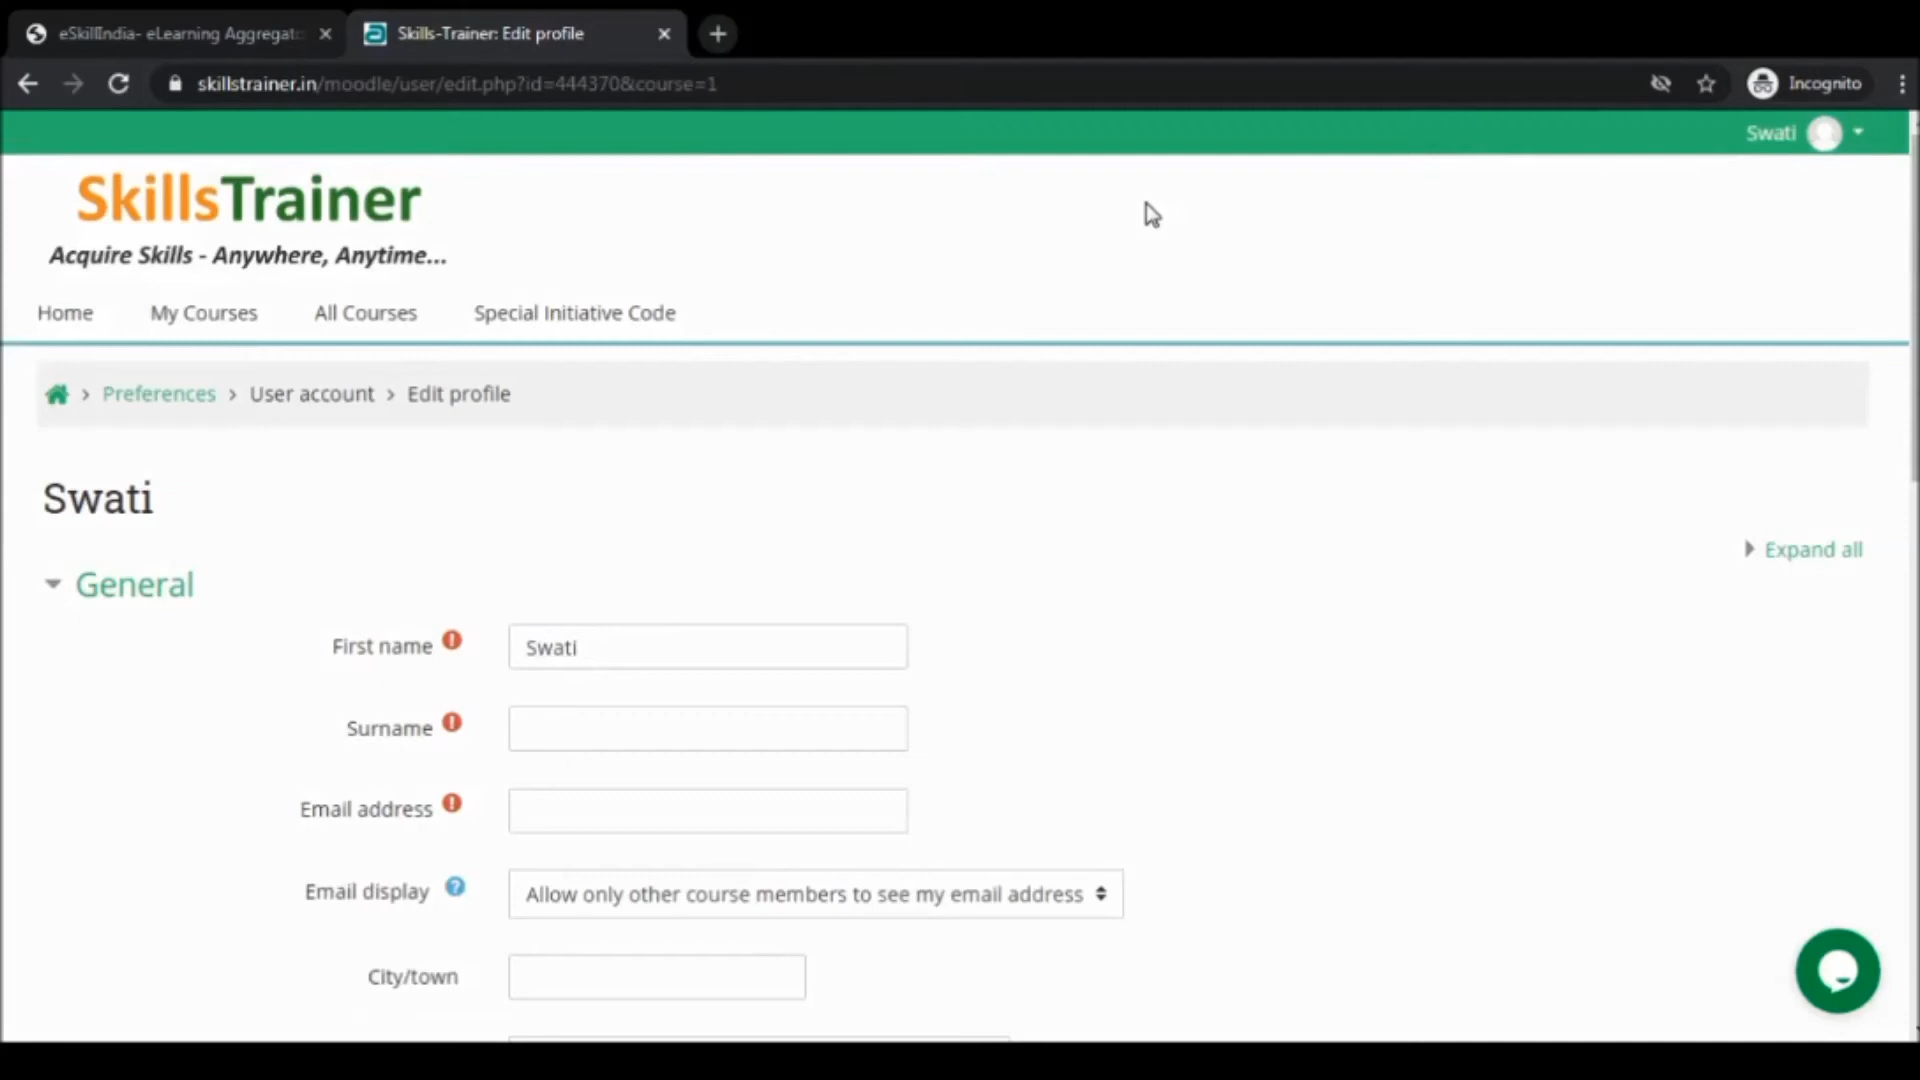 eSkillIndia- eLearning Aggregato
Skills-Trainer: Edit profile
skillstrainer.in/moodle/user/edit.php?id=444370&course=1
Incognito
Swati
SkillsTrainer
Acquire Skills - Anywhere, Anytime...
Home My Courses All Courses Special Initiative Code
> Preferences > User account > Edit profile
Swati
Expand all
General
First name ! Swati
Surname !
Email address !
Email display ? Allow only other course members to see my email address
City/town